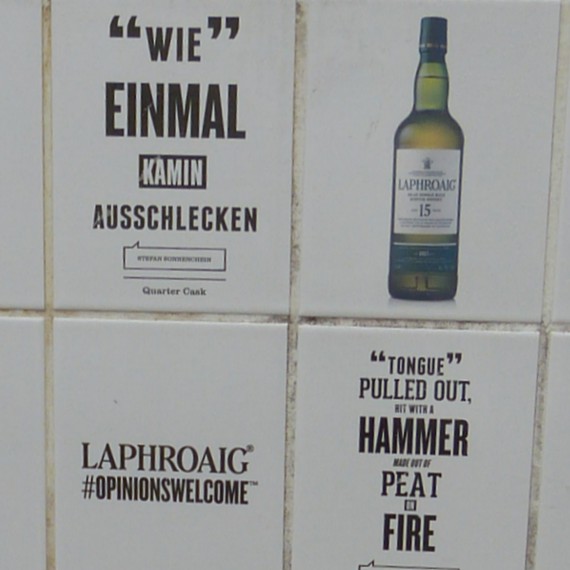 “WIE”
EINMAL
KAMIN
AUSSCHLECKEN
STEFAN SONNENSCHEIN
Quarter Cask
LAPHROAIG
15
LAPHROAIG®
#OPINIONSWELCOME™
“TONGUE”
PULLED OUT,
HIT WITH A
HAMMER
MADE OUT OF
PEAT
ON
FIRE